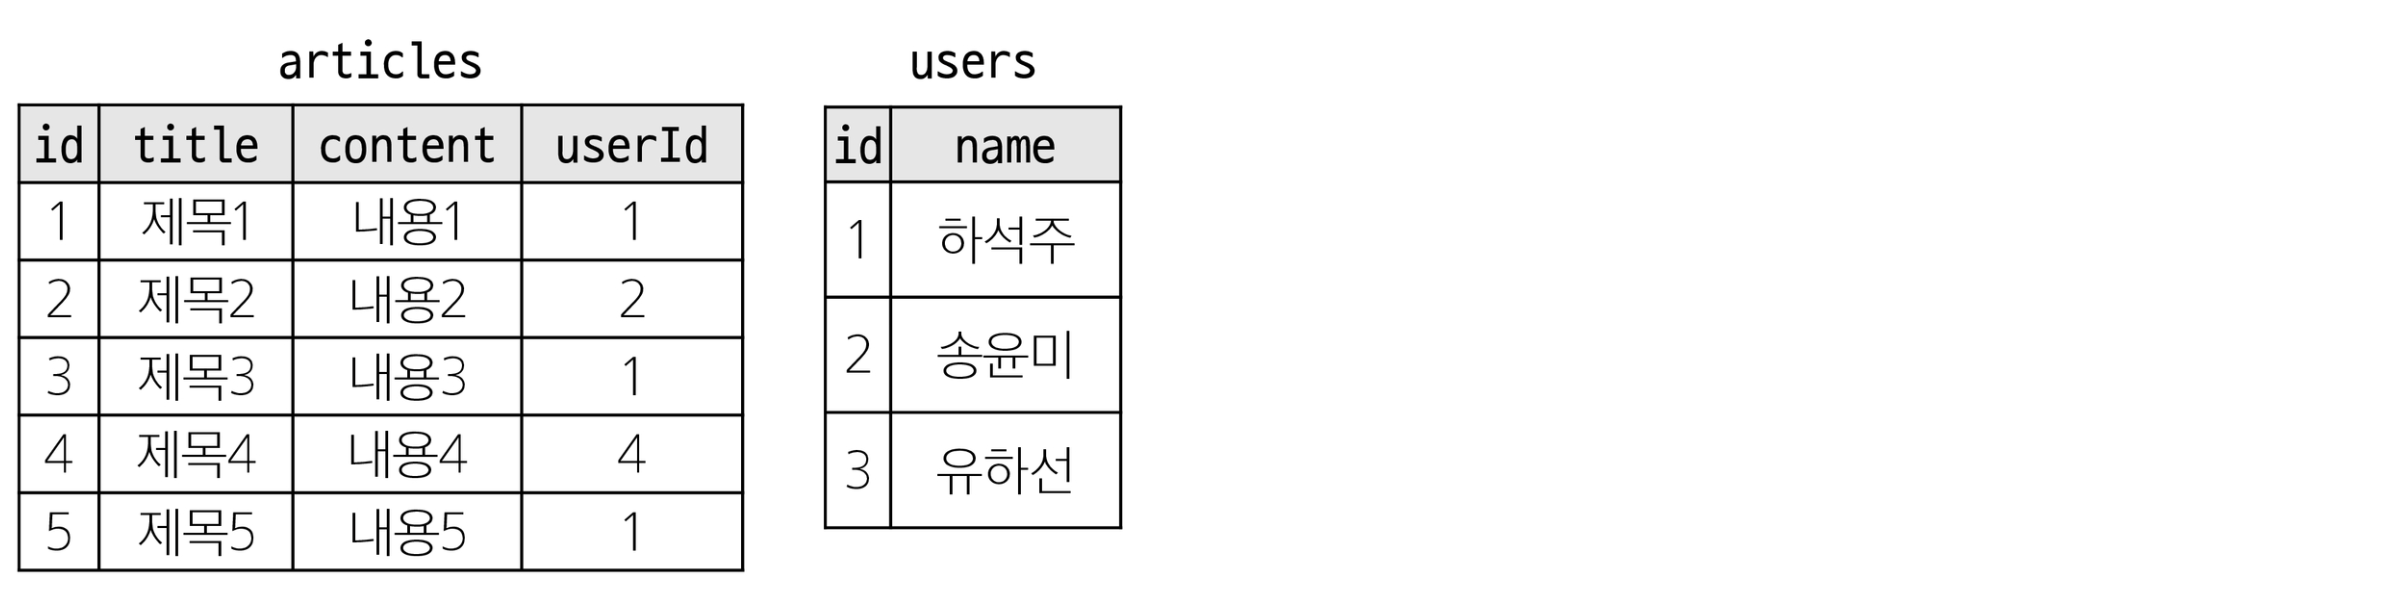 articles
id title content userId
1 제목1 내용1 1
2 제목2 내용2 2
3 제목3 내용3 1
4 제목4 내용4 4
5 제목5 내용5 1
users
id name
1 하석주
2 송윤미
3 유하선